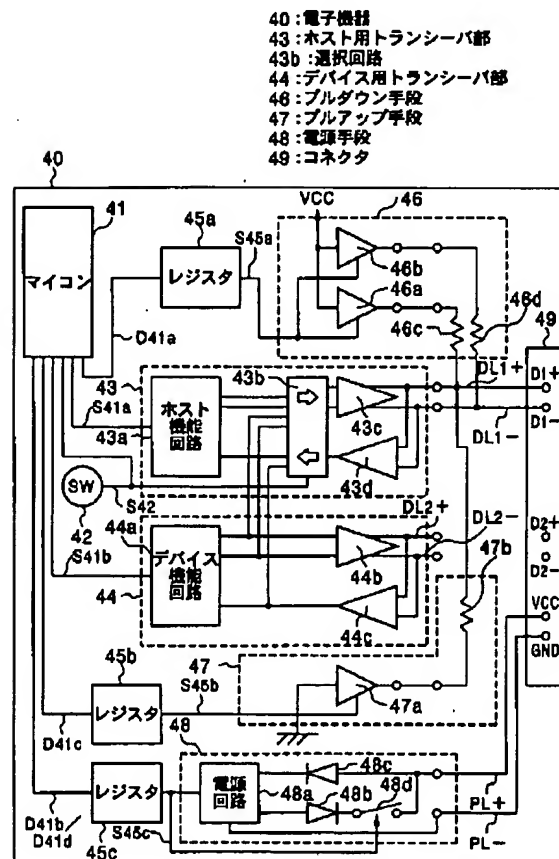 40：電子機器
43：ホスト用トランシーバ部
43b：選択回路
44：デバイス用トランシーバ部
46：プルダウン手段
47：プルアップ手段
48：電源手段
49：コネクタ
40
VCC
46
41
45a
S45a
マイコン
レジスタ
46b
46a
46d
46c
49
D41a
DL1+
D1+
43
43b
S41a
ホスト
機能
回路
43a
43c
D1-
DL1-
43d
SW
S42
42
DL2+
DL2-
D2+
D2-
44a
デバイス
機能
回路
S41b
44
44b
44c
47b
VCC
GND
45b
47
レジスタ
S45b
47a
D41c
48
レジスタ
電源
回路
48a
48c
48d
48b
D41b
D41d
S45c
45c
PL+
PL-